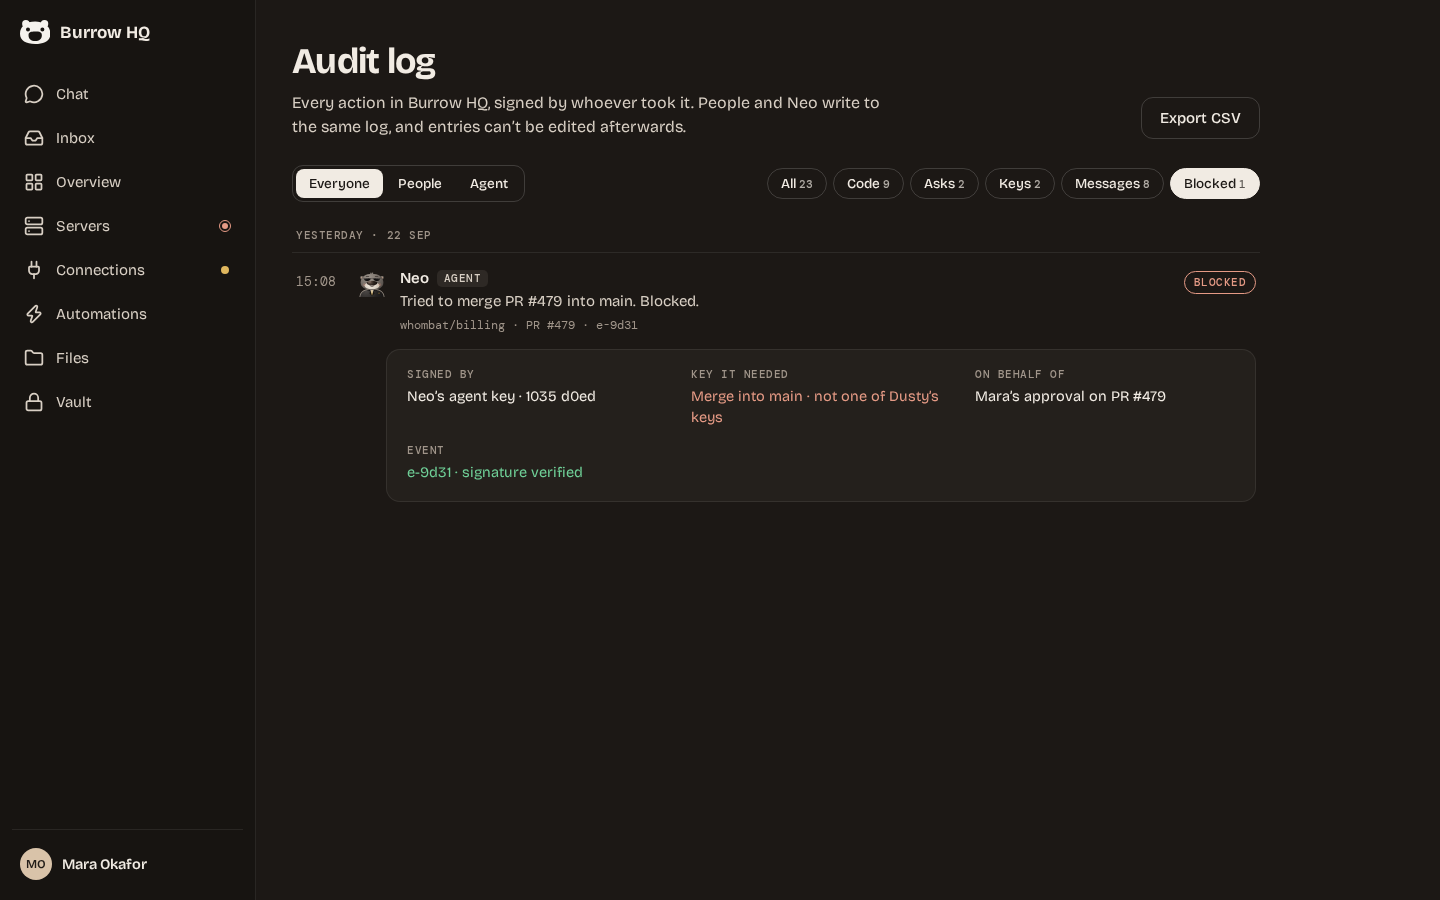 Burrow HQ
Chat
Inbox
Overview
Servers
Connections
Automations
Files
Vault
MO
Mara Okafor
Audit log
Every action in Burrow HQ, signed by whoever took it. People and Neo write to
the same log, and entries can’t be edited afterwards.
Export CSV
Everyone People Agent
All 23 Code 9 Asks 2 Keys 2 Messages 8 Blocked 1
YESTERDAY · 22 SEP
15:08
Neo AGENT
BLOCKED
Tried to merge PR #479 into main. Blocked.
whombat/billing · PR #479 · e-9d31
SIGNED BY
Neo’s agent key · 1035 d0ed
KEY IT NEEDED
Merge into main · not one of Dusty’s
keys
ON BEHALF OF
Mara’s approval on PR #479
EVENT
e-9d31 · signature verified